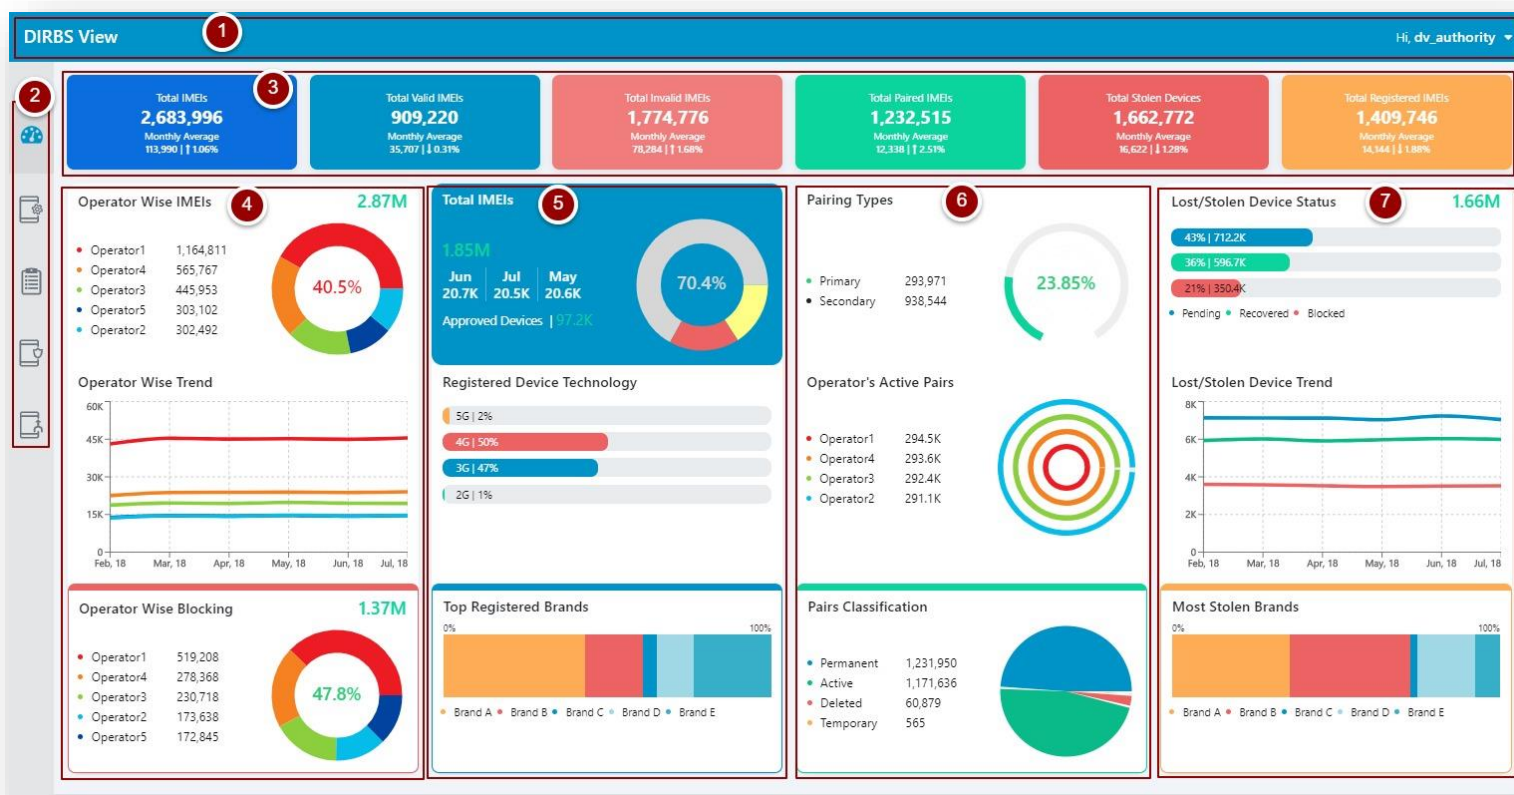 DIRBS View
1
Hi, dv_authority
2
3
Total IMEIs
2,683,996
Monthly Average
113,990 | ⬆ 1.06%
Total Valid IMEIs
909,220
Monthly Average
35,707 | ⬇ 0.31%
Total Invalid IMEIs
1,774,776
Monthly Average
78,284 | ⬆ 1.68%
Total Paired IMEIs
1,232,515
Monthly Average
12,338 | ⬆ 2.51%
Total Stolen Devices
1,662,772
Monthly Average
16,622 | ⬇ 1.28%
Total Registered IMEIs
1,409,746
Monthly Average
14,144 | ⬇ 1.88%
Operator Wise IMEIs
4
2.87M
Operator1 1,164,811
Operator4 565,767
Operator3 445,953
Operator5 303,102
Operator2 302,492
40.5%
Operator Wise Trend
60K
45K
30K
15K
0
Feb, 18 Mar, 18 Apr, 18 May, 18 Jun, 18 Jul, 18
Operator Wise Blocking
1.37M
Operator1 519,208
Operator4 278,368
Operator3 230,718
Operator2 173,638
Operator5 172,845
47.8%
Total IMEIs
5
1.85M
Jun Jul May
20.7K 20.5K 20.6K
Approved Devices | 97.2K
70.4%
Registered Device Technology
5G | 2%
4G | 50%
3G | 47%
2G | 1%
Top Registered Brands
0% 100%
Brand A Brand B Brand C Brand D Brand E
Pairing Types
6
Primary 293,971
Secondary 938,544
23.85%
Operator's Active Pairs
Operator1 294.5K
Operator4 293.6K
Operator3 292.4K
Operator2 291.1K
Pairs Classification
Permanent 1,231,950
Active 1,171,636
Deleted 60,879
Temporary 565
Lost/Stolen Device Status
7
1.66M
43% | 712.2K
36% | 596.7K
21% | 350.4K
Pending Recovered Blocked
Lost/Stolen Device Trend
8K
6K
4K
2K
0
Feb, 18 Mar, 18 Apr, 18 May, 18 Jun, 18 Jul, 18
Most Stolen Brands
0% 100%
Brand A Brand B Brand C Brand D Brand E